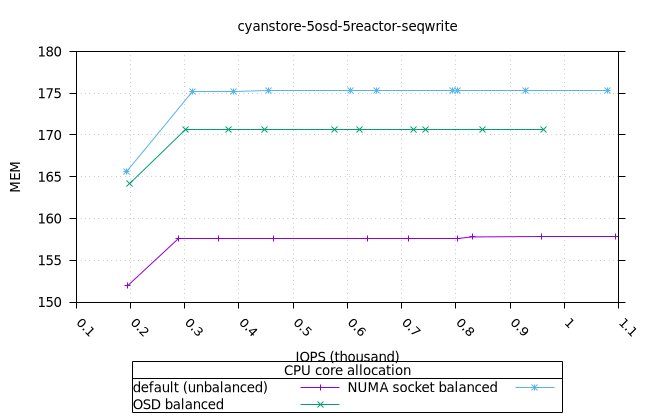 cyanstore-5osd-5reactor-seqwrite
180
175
170
165
160
155
150
MEM
0.1 0.2 0.3 0.4 0.5 0.6 0.7 0.8 0.9 1 1.1
IOPS (thousand)
CPU core allocation
default (unbalanced) NUMA socket balanced
OSD balanced